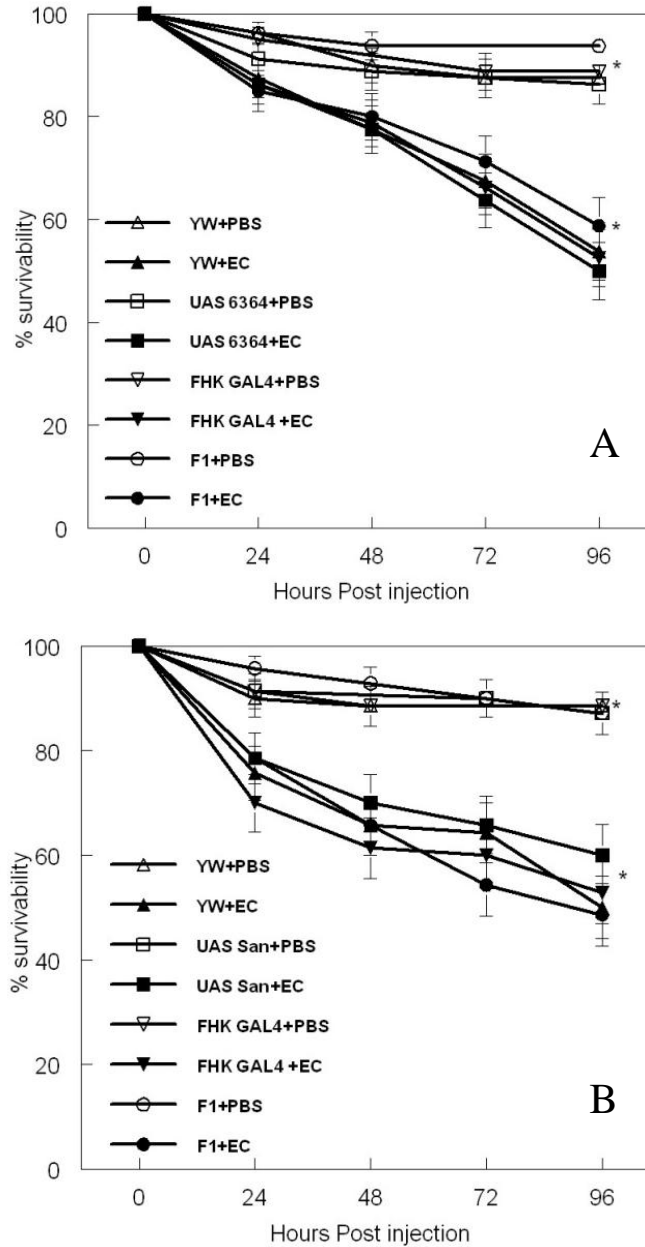 100
80
60
40
20
0
% survivability
*
*
YW+PBS
YW+EC
UAS 6364+PBS
UAS 6364+EC
FHK GAL4+PBS
FHK GAL4 +EC
F1+PBS
F1+EC
A
0 24 48 72 96
Hours Post injection
100
80
60
40
20
0
% survivability
*
*
YW+PBS
YW+EC
UAS San+PBS
UAS San+EC
FHK GAL4+PBS
FHK GAL4 +EC
F1+PBS
F1+EC
B
0 24 48 72 96
Hours Post injection